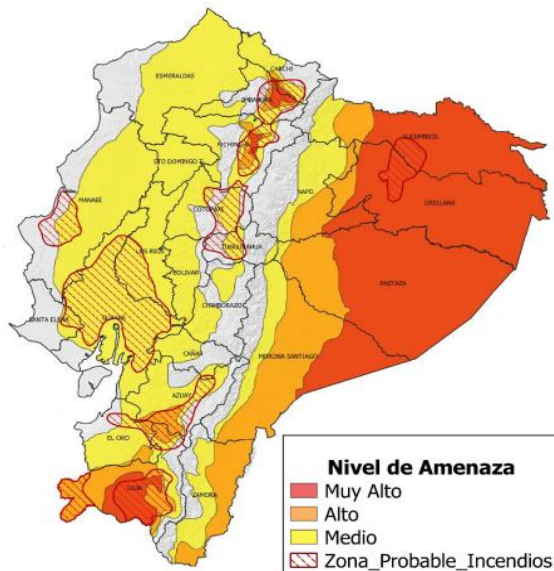 CARCHI
ESMERALDAS
IMBABURA
SUCUMBIOS
PICHINCHA
STO DOMINGO T.
NAPO
ORELLANA
MANABÍ
COTOPAXI
LOS RIOS
TUNGURAHUA
BOLIVAR
PASTAZA
CHIMBORAZO
SANTA ELENA
GUAYAS
MORONA SANTIAGO
CAÑAR
AZUAY
EL ORO
LOJA
ZAMORA
Nivel de Amenaza
Muy Alto
Alto
Medio
Zona_Probable_Incendios